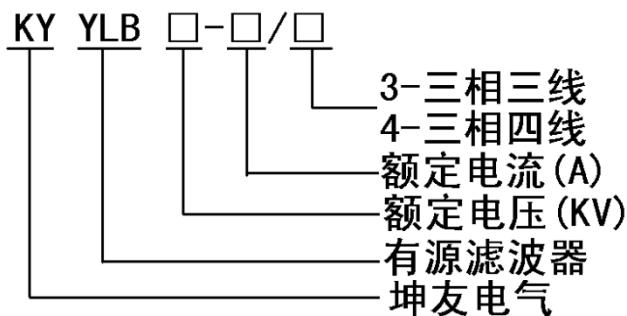 KY YLB □-□/□
3-三相三线
4-三相四线
额定电流(A)
额定电压(KV)
有源滤波器
坤友电气